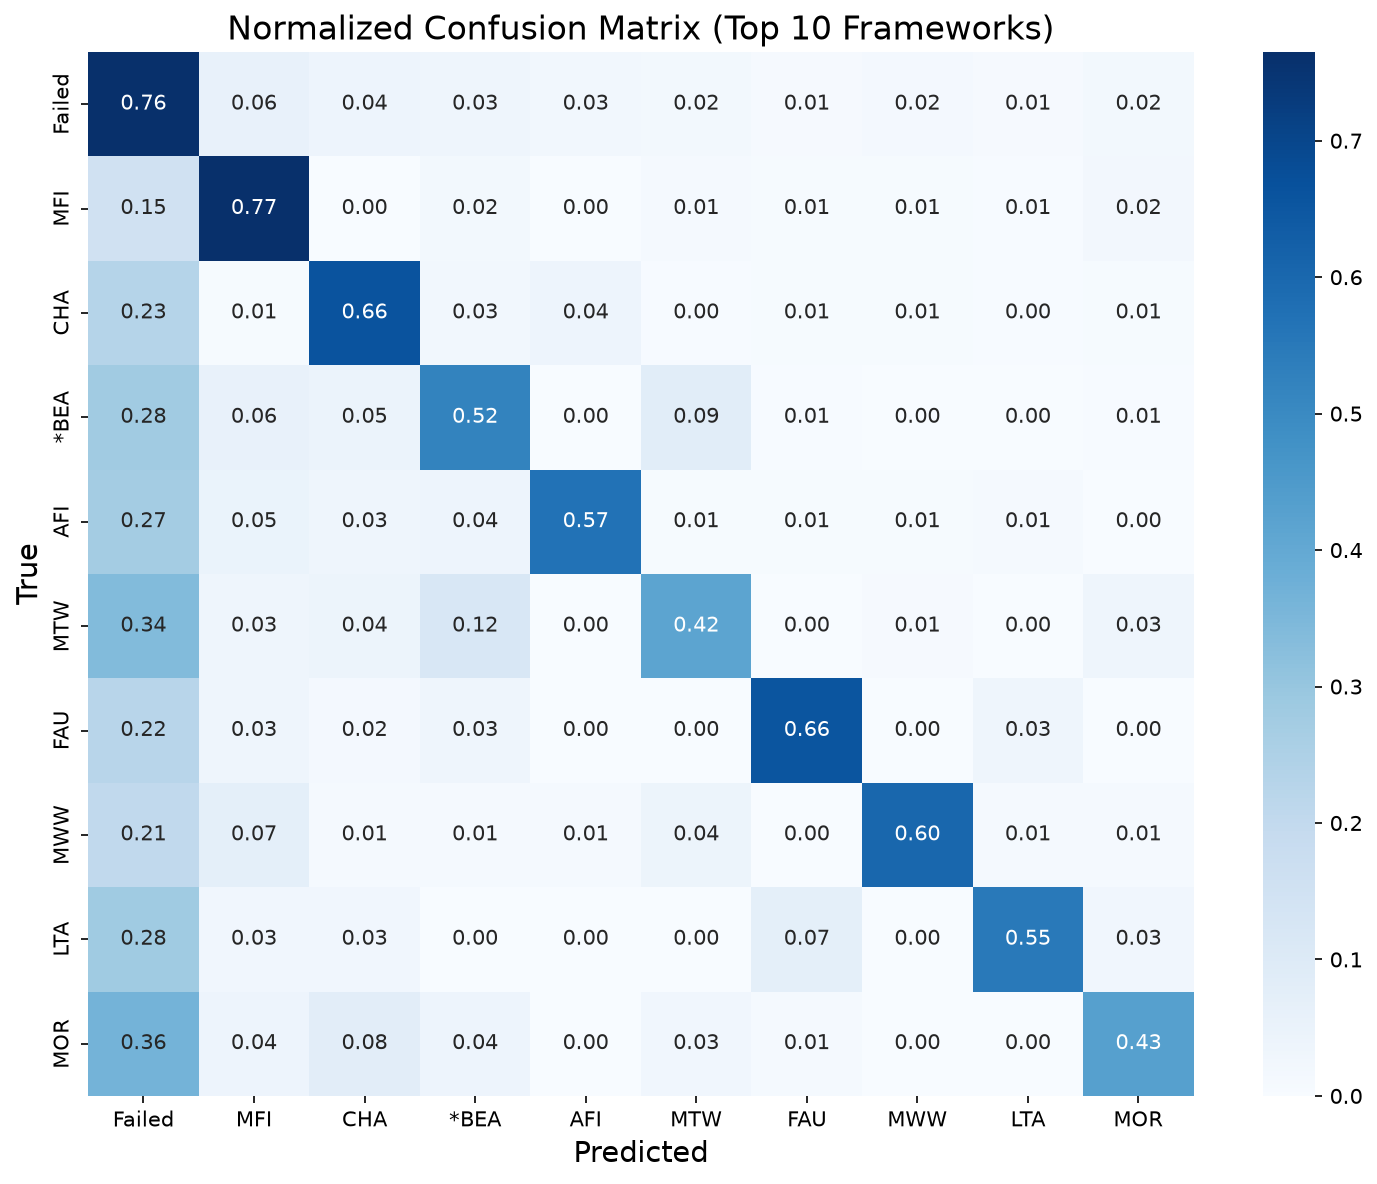 Normalized Confusion Matrix (Top 10 Frameworks)
True
Failed 0.76 0.06 0.04 0.03 0.03 0.02 0.01 0.02 0.01 0.02
MFI 0.15 0.77 0.00 0.02 0.00 0.01 0.01 0.01 0.01 0.02
CHA 0.23 0.01 0.66 0.03 0.04 0.00 0.01 0.01 0.00 0.01
*BEA 0.28 0.06 0.05 0.52 0.00 0.09 0.01 0.00 0.00 0.01
AFI 0.27 0.05 0.03 0.04 0.57 0.01 0.01 0.01 0.01 0.00
MTW 0.34 0.03 0.04 0.12 0.00 0.42 0.00 0.01 0.00 0.03
FAU 0.22 0.03 0.02 0.03 0.00 0.00 0.66 0.00 0.03 0.00
MWW 0.21 0.07 0.01 0.01 0.01 0.04 0.00 0.60 0.01 0.01
LTA 0.28 0.03 0.03 0.00 0.00 0.00 0.07 0.00 0.55 0.03
MOR 0.36 0.04 0.08 0.04 0.00 0.03 0.01 0.00 0.00 0.43
Failed MFI CHA *BEA AFI MTW FAU MWW LTA MOR
Predicted
0.7
0.6
0.5
0.4
0.3
0.2
0.1
0.0